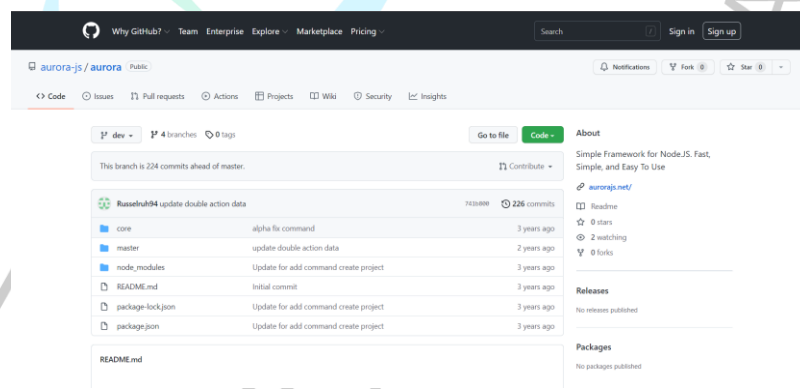 Why GitHub? Team Enterprise Explore Marketplace Pricing Search / Sign in Sign up
aurora-js / aurora Public Notifications Fork 0 Star 0
Code Issues Pull requests Actions Projects Wiki Security Insights
dev 4 branches 0 tags Go to file Code
This branch is 224 commits ahead of master. Contribute
Russelruh94 update double action data 226 commits
core alpha fix command 3 years ago
master update double action data 2 years ago
node_modules Update for add command create project 3 years ago
README.md Initial commit 3 years ago
package-lock.json Update for add command create project 3 years ago
package.json Update for add command create project 3 years ago
README.md
About
Simple Framework for Node.JS. Fast,
Simple, and Easy To Use
aurorajs.net/
Readme
0 stars
2 watching
0 forks
Releases
No releases published
Packages
No packages published